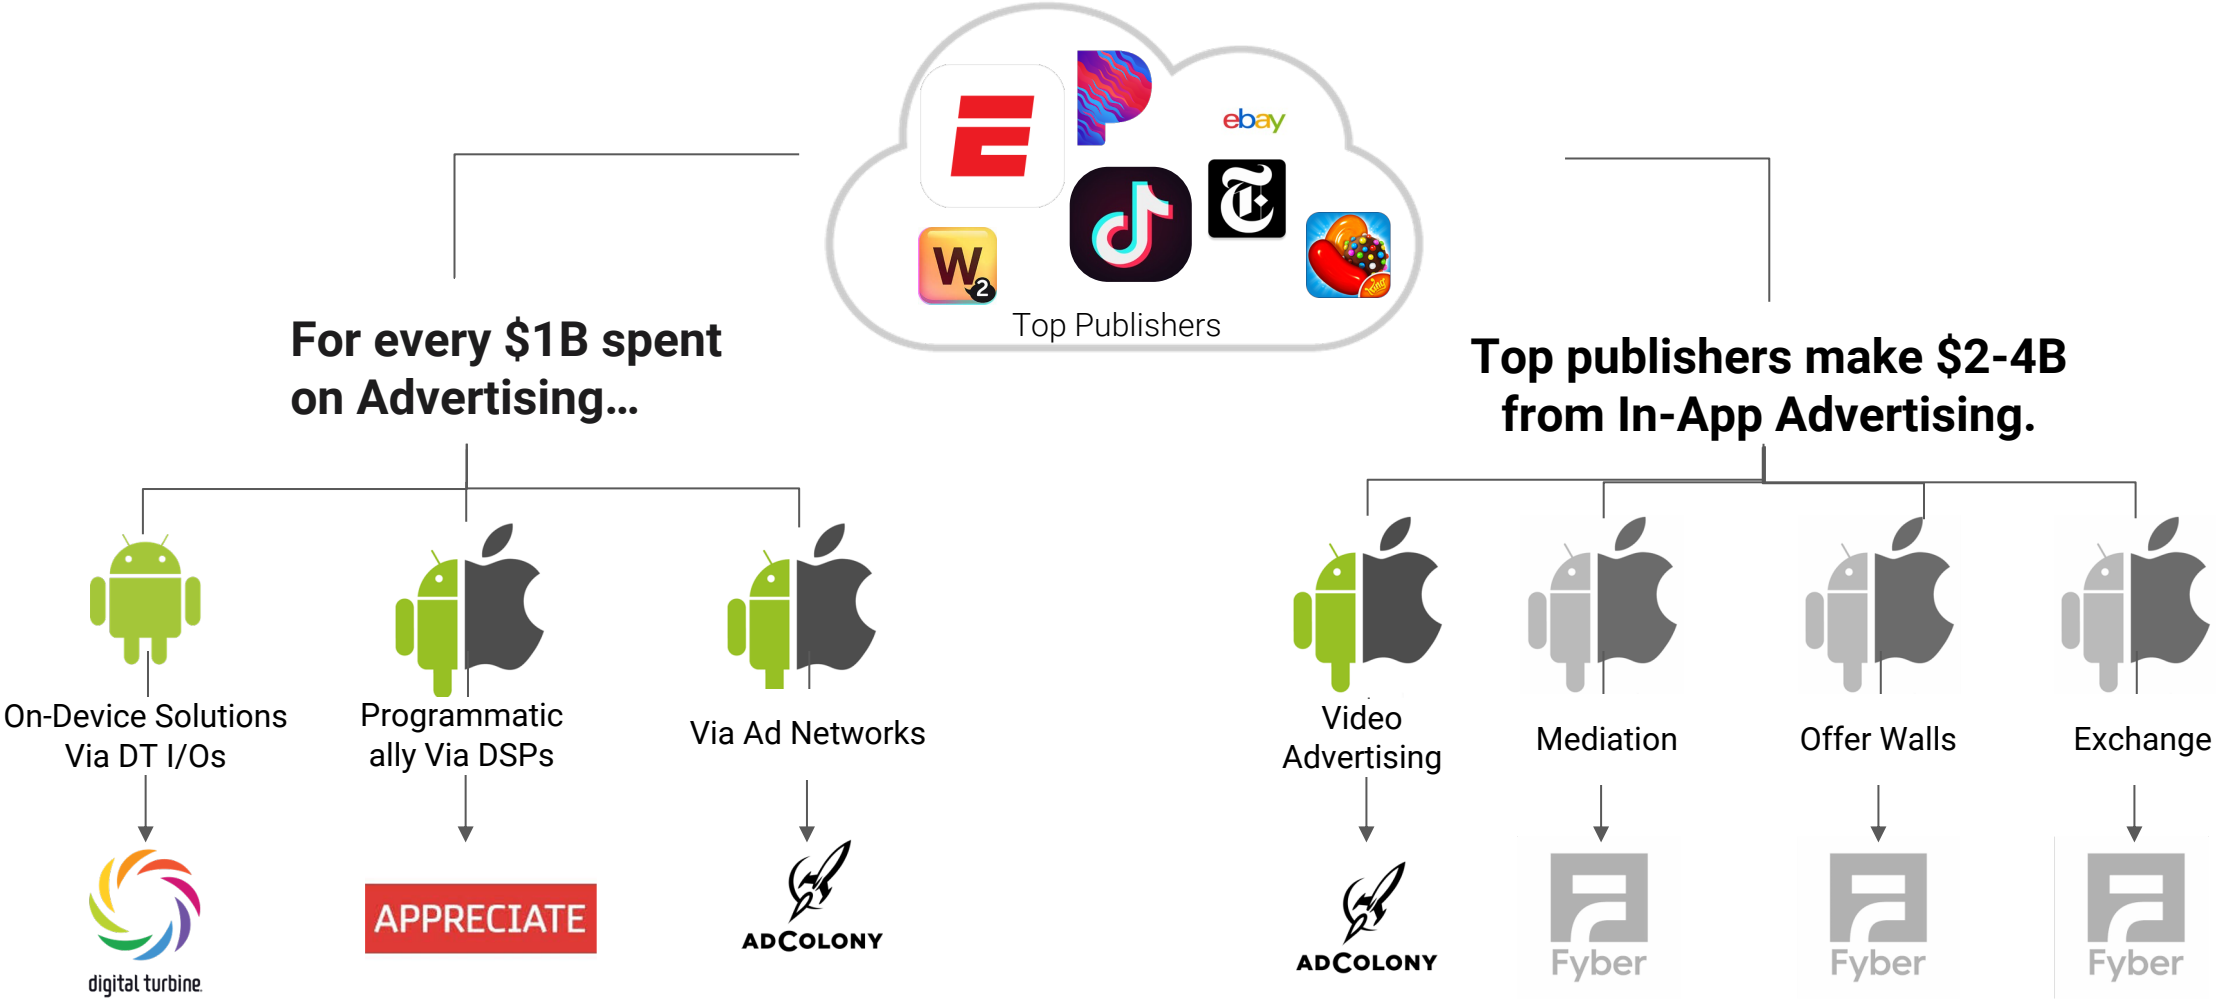 ebay
W
2
King
Top Publishers
For every $1B spent
on Advertising...
Top publishers make $2-4B
from In-App Advertising.
On-Device Solutions
Via DT I/Os
Programmatic
ally Via DSPs
Via Ad Networks
Video
Advertising
Mediation
Offer Walls
Exchange
digital turbine.
APPRECIATE
ADCOLONY
ADCOLONY
Fyber
Fyber
Fyber